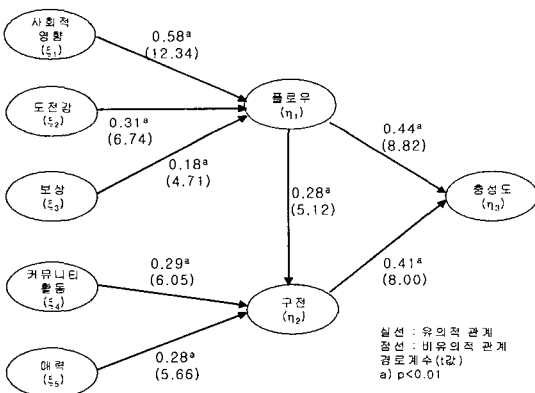 사회적
영향
(ξ₁)
0.58ᵃ
(12.34)
도전감
(ξ₂)
0.31ᵃ
(6.74)
플로우
(η₁)
0.44ᵃ
(8.82)
보상
(ξ₃)
0.18ᵃ
(4.71)
0.28ᵃ
(5.12)
충성도
(η₃)
커뮤니티
활동
(ξ₄)
0.29ᵃ
(6.05)
0.41ᵃ
(8.00)
구전
(η₂)
매력
(ξ₅)
0.28ᵃ
(5.66)
실선 : 유의적 관계
점선 : 비유의적 관계
경로계수(t값)
a) p<0.01